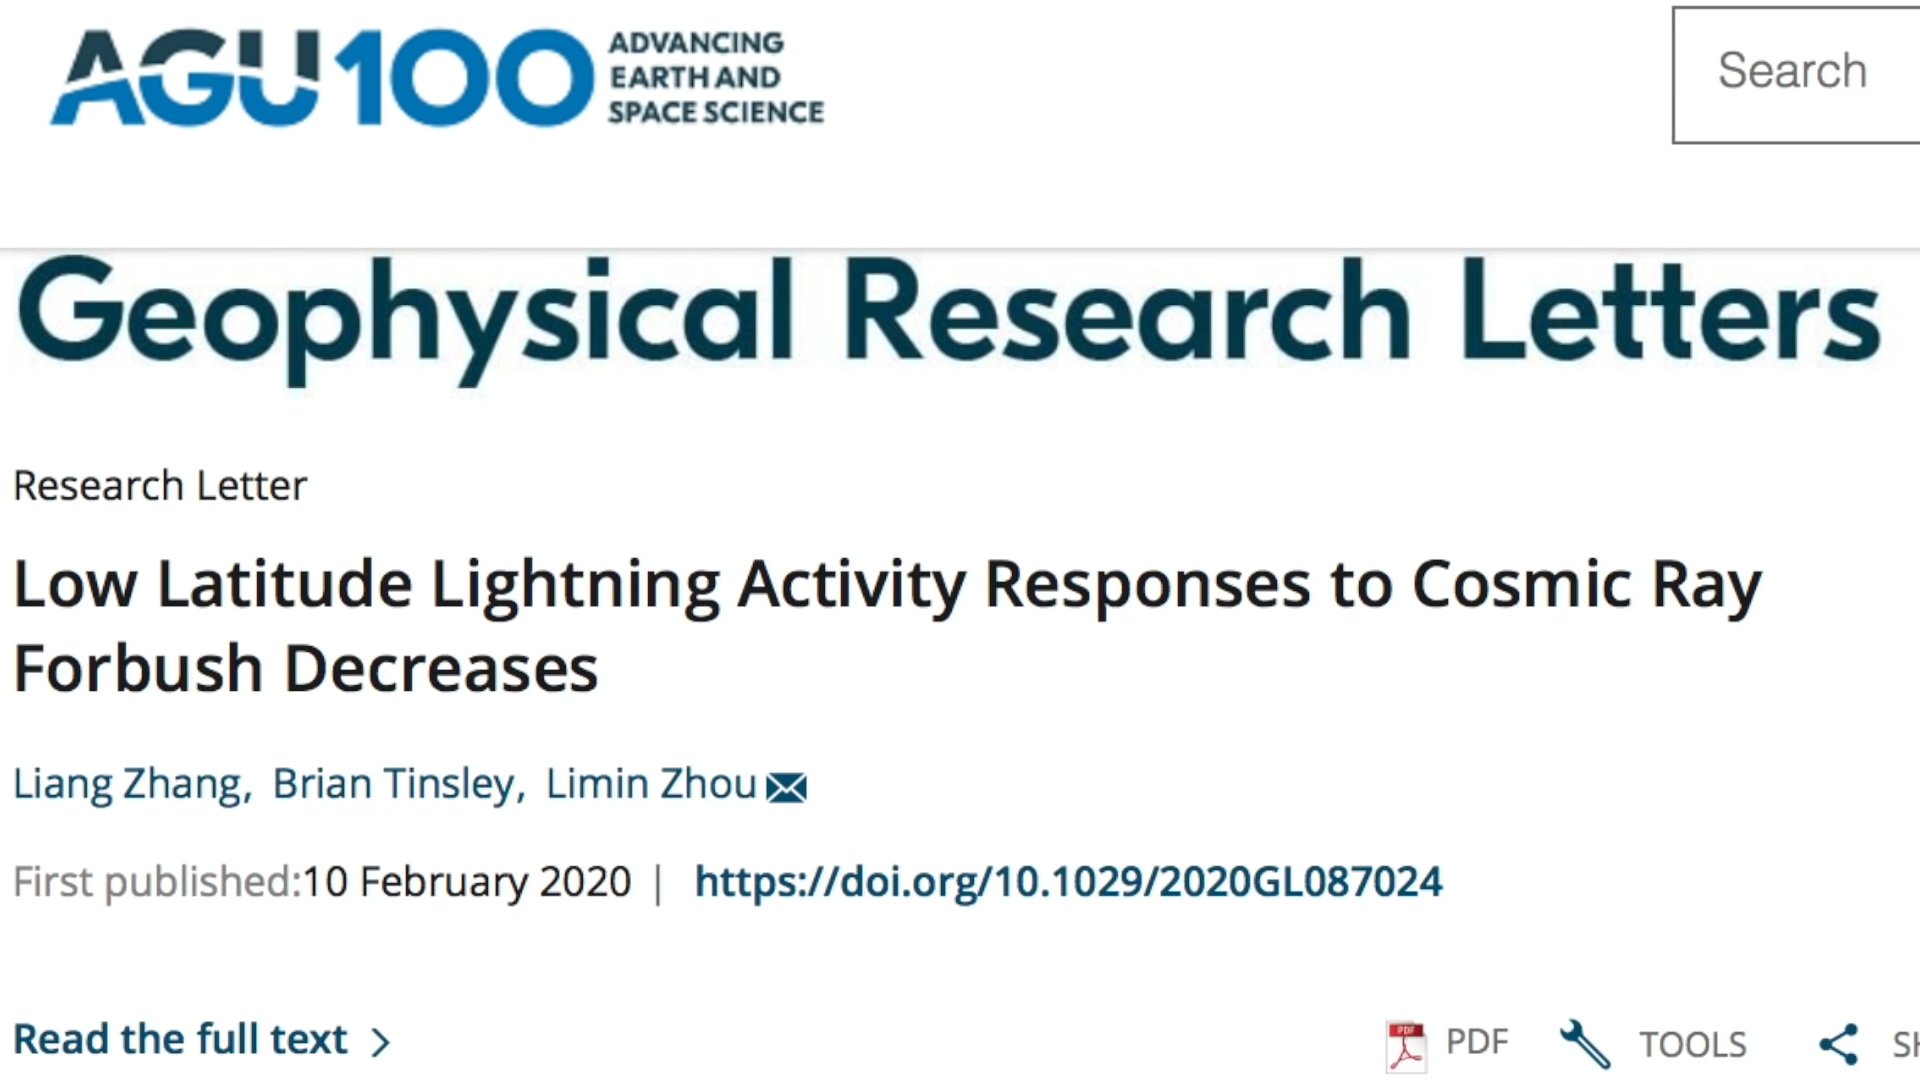 AGU100 ADVANCING
EARTH AND
SPACE SCIENCE
Search
Geophysical Research Letters
Research Letter
Low Latitude Lightning Activity Responses to Cosmic Ray
Forbush Decreases
Liang Zhang, Brian Tinsley, Limin Zhou
First published:10 February 2020 | https://doi.org/10.1029/2020GL087024
Read the full text >
PDF PDF TOOLS SH